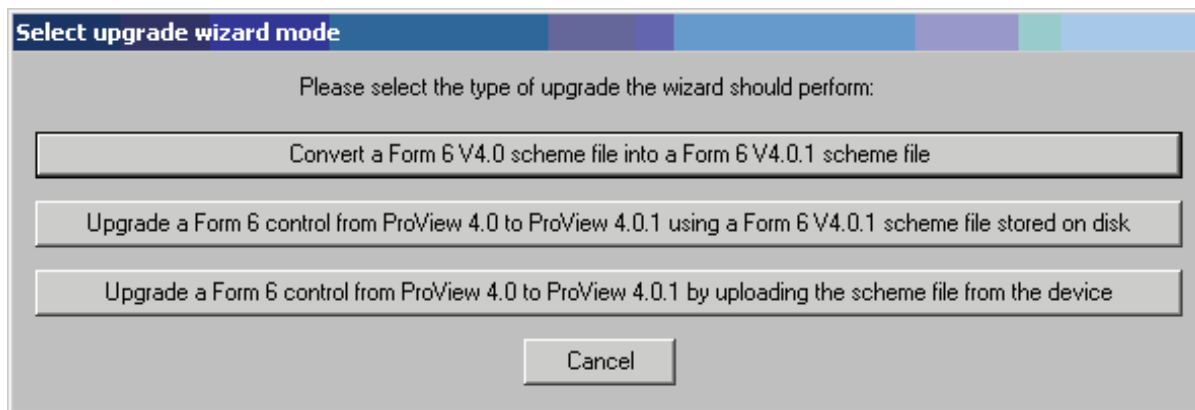 Select upgrade wizard mode
Please select the type of upgrade the wizard should perform:
Convert a Form 6 V4.0 scheme file into a Form 6 V4.0.1 scheme file
Upgrade a Form 6 control from ProView 4.0 to ProView 4.0.1 using a Form 6 V4.0.1 scheme file stored on disk
Upgrade a Form 6 control from ProView 4.0 to ProView 4.0.1 by uploading the scheme file from the device
Cancel